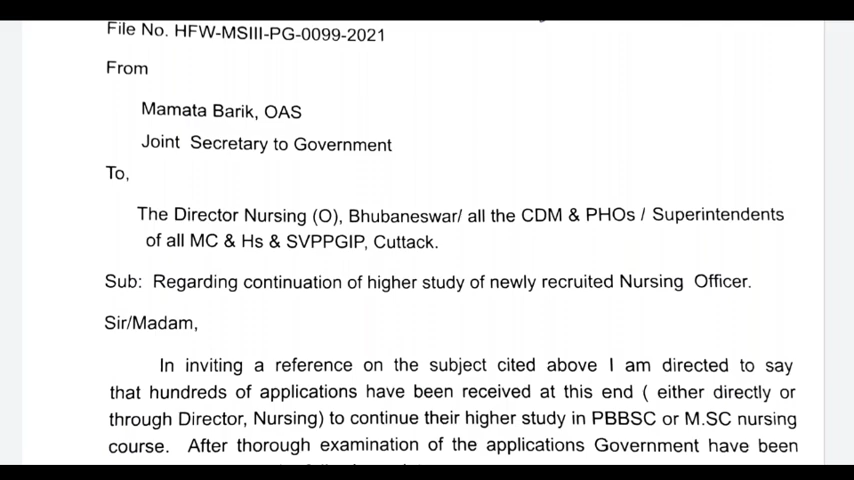 File No. HFW-MSIII-PG-0099-2021
From
Mamata Barik, OAS
Joint Secretary to Government
To,
The Director Nursing (O), Bhubaneswar/ all the CDM & PHOs / Superintendents
of all MC & Hs & SVPPGIP, Cuttack.
Sub: Regarding continuation of higher study of newly recruited Nursing Officer.
Sir/Madam,
In inviting a reference on the subject cited above I am directed to say
that hundreds of applications have been received at this end ( either directly or
through Director, Nursing) to continue their higher study in PBBSC or M.SC nursing
course. After thorough examination of the applications Government have been